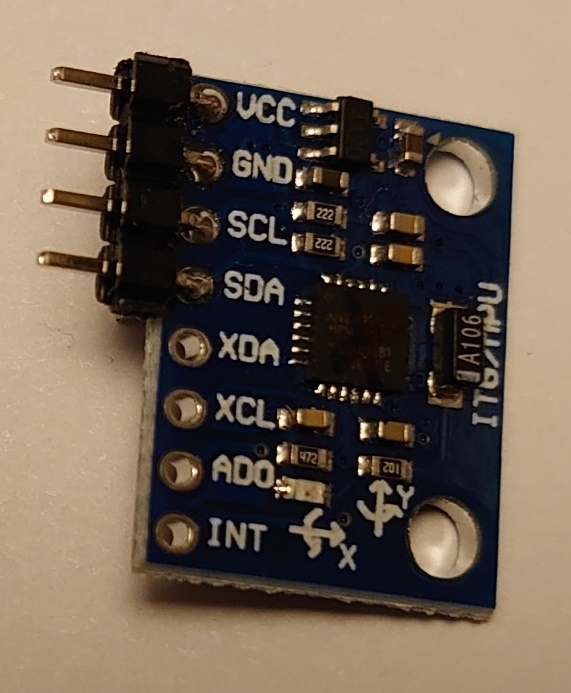 VCC
GND
SCL
222
222
SDA
XDA
XCL
ADO
INT
472
201
A106
ITG/MPU
Y
X